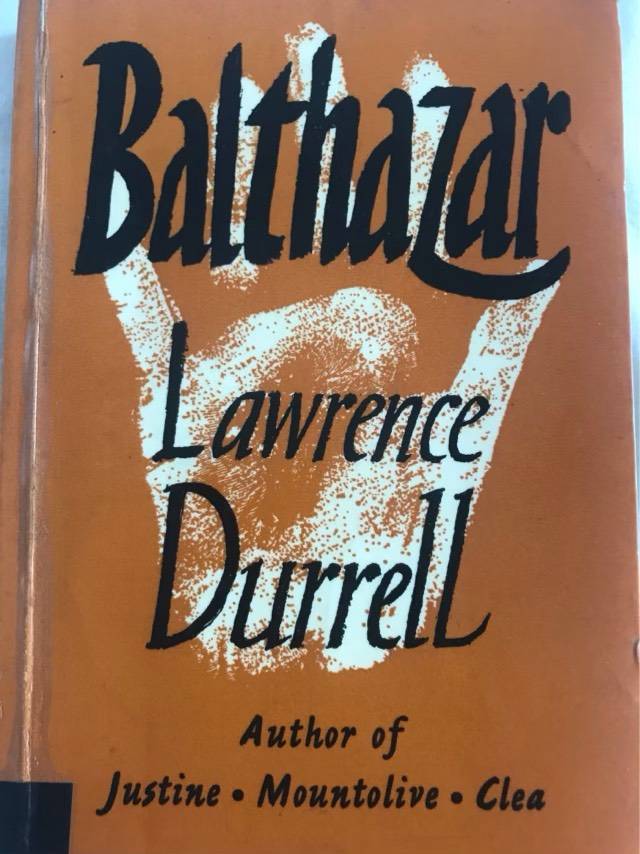 Balthazar
Lawrence
Durrell
Author of
Justine • Mountolive • Clea